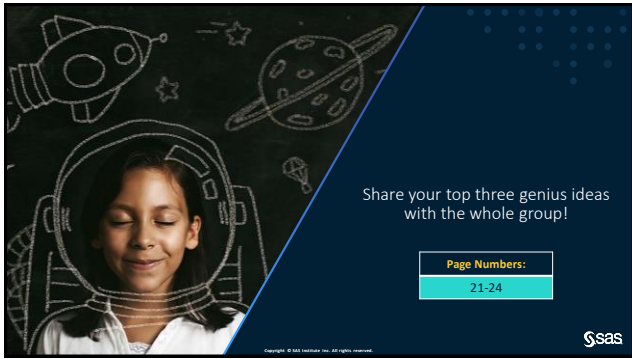 Share your top three genius ideas
with the whole group!
Page Numbers:
21-24
Copyright © SAS Institute Inc. All rights reserved.
sas